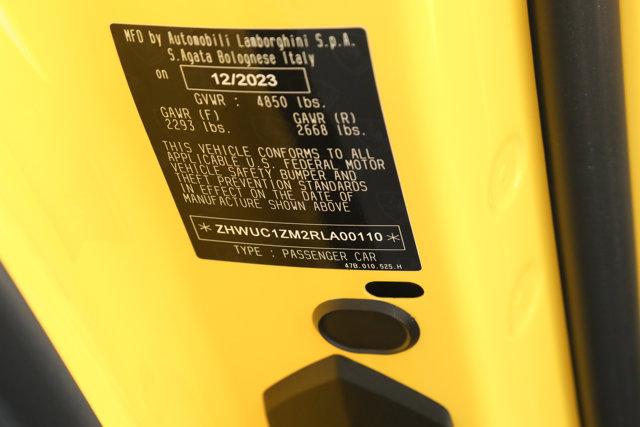 MFD by Automobili Lamborghini S.p.A.
S.Agata Bolognese Italy
on 12/2023
GVWR : 4850 lbs.
GAWR (F) GAWR (R)
2293 lbs. 2668 lbs.
THIS VEHICLE CONFORMS TO ALL
APPLICABLE U.S. FEDERAL MOTOR
VEHICLE SAFETY BUMPER AND
THEFT PREVENTION STANDARDS
IN EFFECT ON THE DATE OF
MANUFACTURE SHOWN ABOVE
*ZHWUC1ZM2RLA00110*
TYPE : PASSENGER CAR
47B.010.525.H